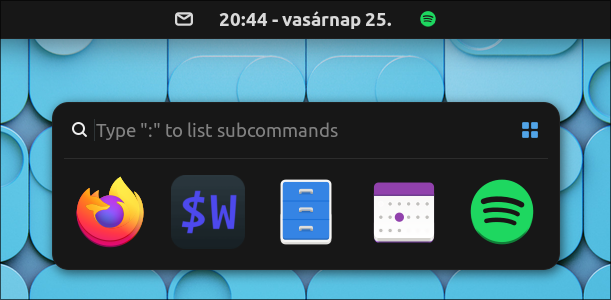 20:44 - vasárnap 25.
Type ":" to list subcommands
$W